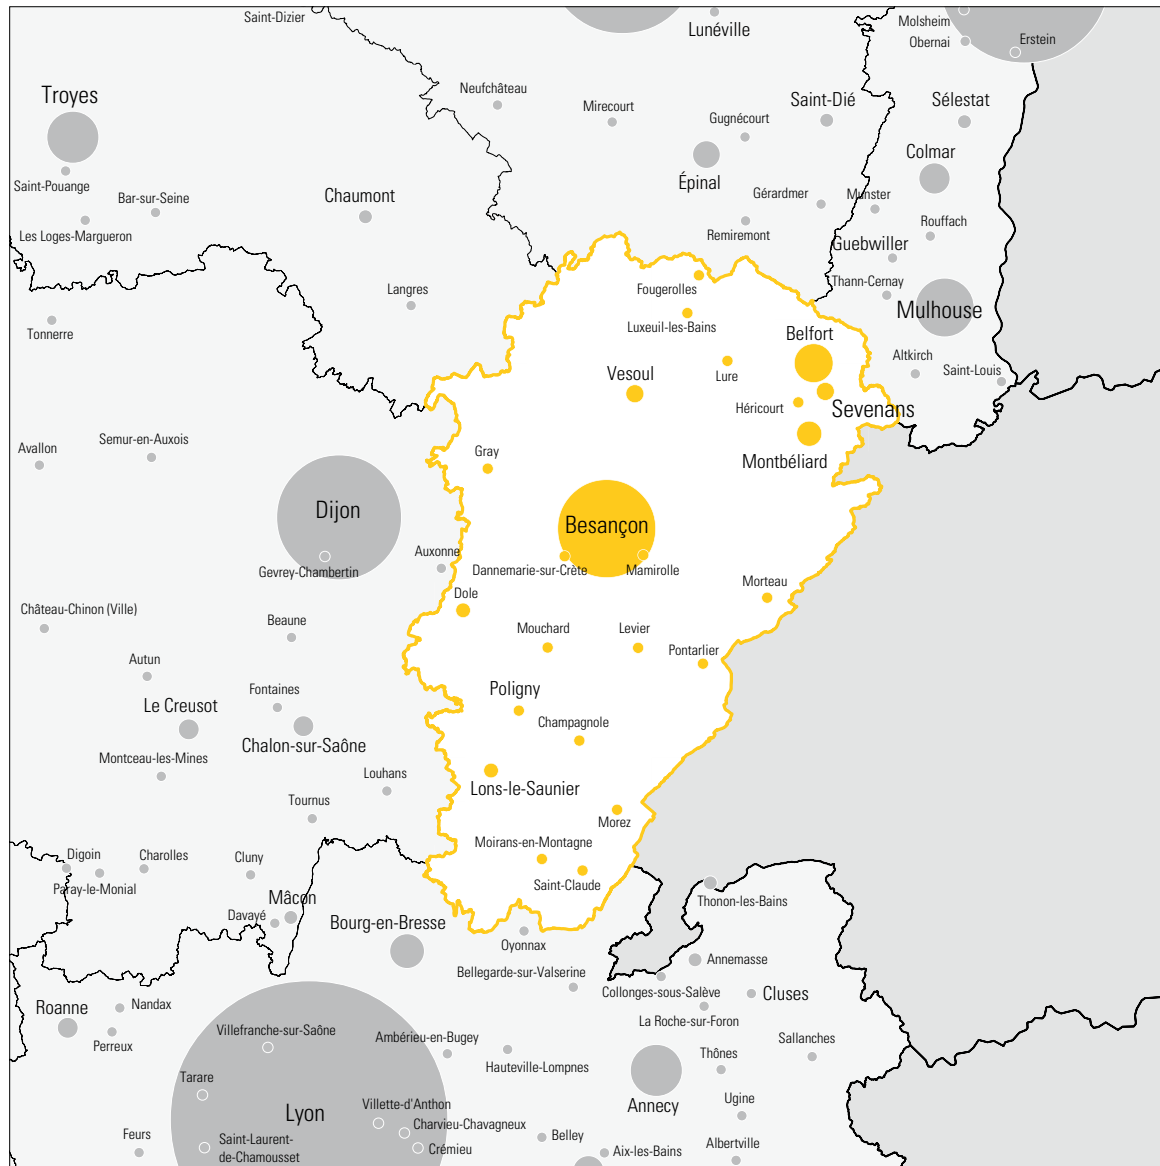 Saint-Dizier
Lunéville
Molsheim
Obernai
Erstein
Troyes
Neufchâteau
Mirecourt
Gugnécourt
Saint-Dié
Sélestat
Colmar
Épinal
Saint-Pouange
Bar-sur-Seine
Les Loges-Margueron
Chaumont
Gérardmer
Munster
Remiremont
Rouffach
Guebwiller
Thann-Cernay
Fougerolles
Langres
Luxeuil-les-Bains
Mulhouse
Tonnerre
Belfort
Altkirch
Saint-Louis
Vesoul
Lure
Héricourt
Sevenans
Semur-en-Auxois
Avallon
Gray
Montbéliard
Dijon
Besançon
Auxonne
Gevrey-Chambertin
Dannemarie-sur-Crète
Mamirolle
Morteau
Dole
Château-Chinon (Ville)
Beaune
Mouchard
Levier
Pontarlier
Autun
Fontaines
Poligny
Le Creusot
Champagnole
Chalon-sur-Saône
Montceau-les-Mines
Louhans
Lons-le-Saunier
Tournus
Morez
Moirans-en-Montagne
Digoin
Charolles
Cluny
Paray-le-Monial
Saint-Claude
Thonon-les-Bains
Mâcon
Davayé
Bourg-en-Bresse
Oyonnax
Annemasse
Bellegarde-sur-Valserine
Collonges-sous-Salève
Cluses
Roanne
Nandax
La Roche-sur-Foron
Perreux
Villefranche-sur-Saône
Ambérieu-en-Bugey
Sallanches
Hauteville-Lompnes
Thônes
Tarare
Annecy
Ugine
Lyon
Villette-d'Anthon
Charvieu-Chavagneux
Feurs
Saint-Laurent-
de-Chamousset
Crémieu
Belley
Aix-les-Bains
Albertville